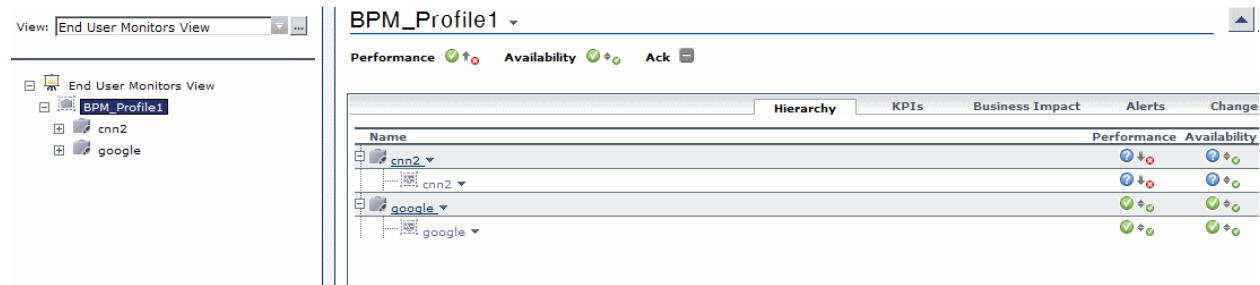 View: End User Monitors View ...
End User Monitors View
BPM_Profile1
cnn2
google
BPM_Profile1
Performance Availability Ack
Hierarchy KPIs Business Impact Alerts Change
Name Performance Availability
cnn2
cnn2
google
google